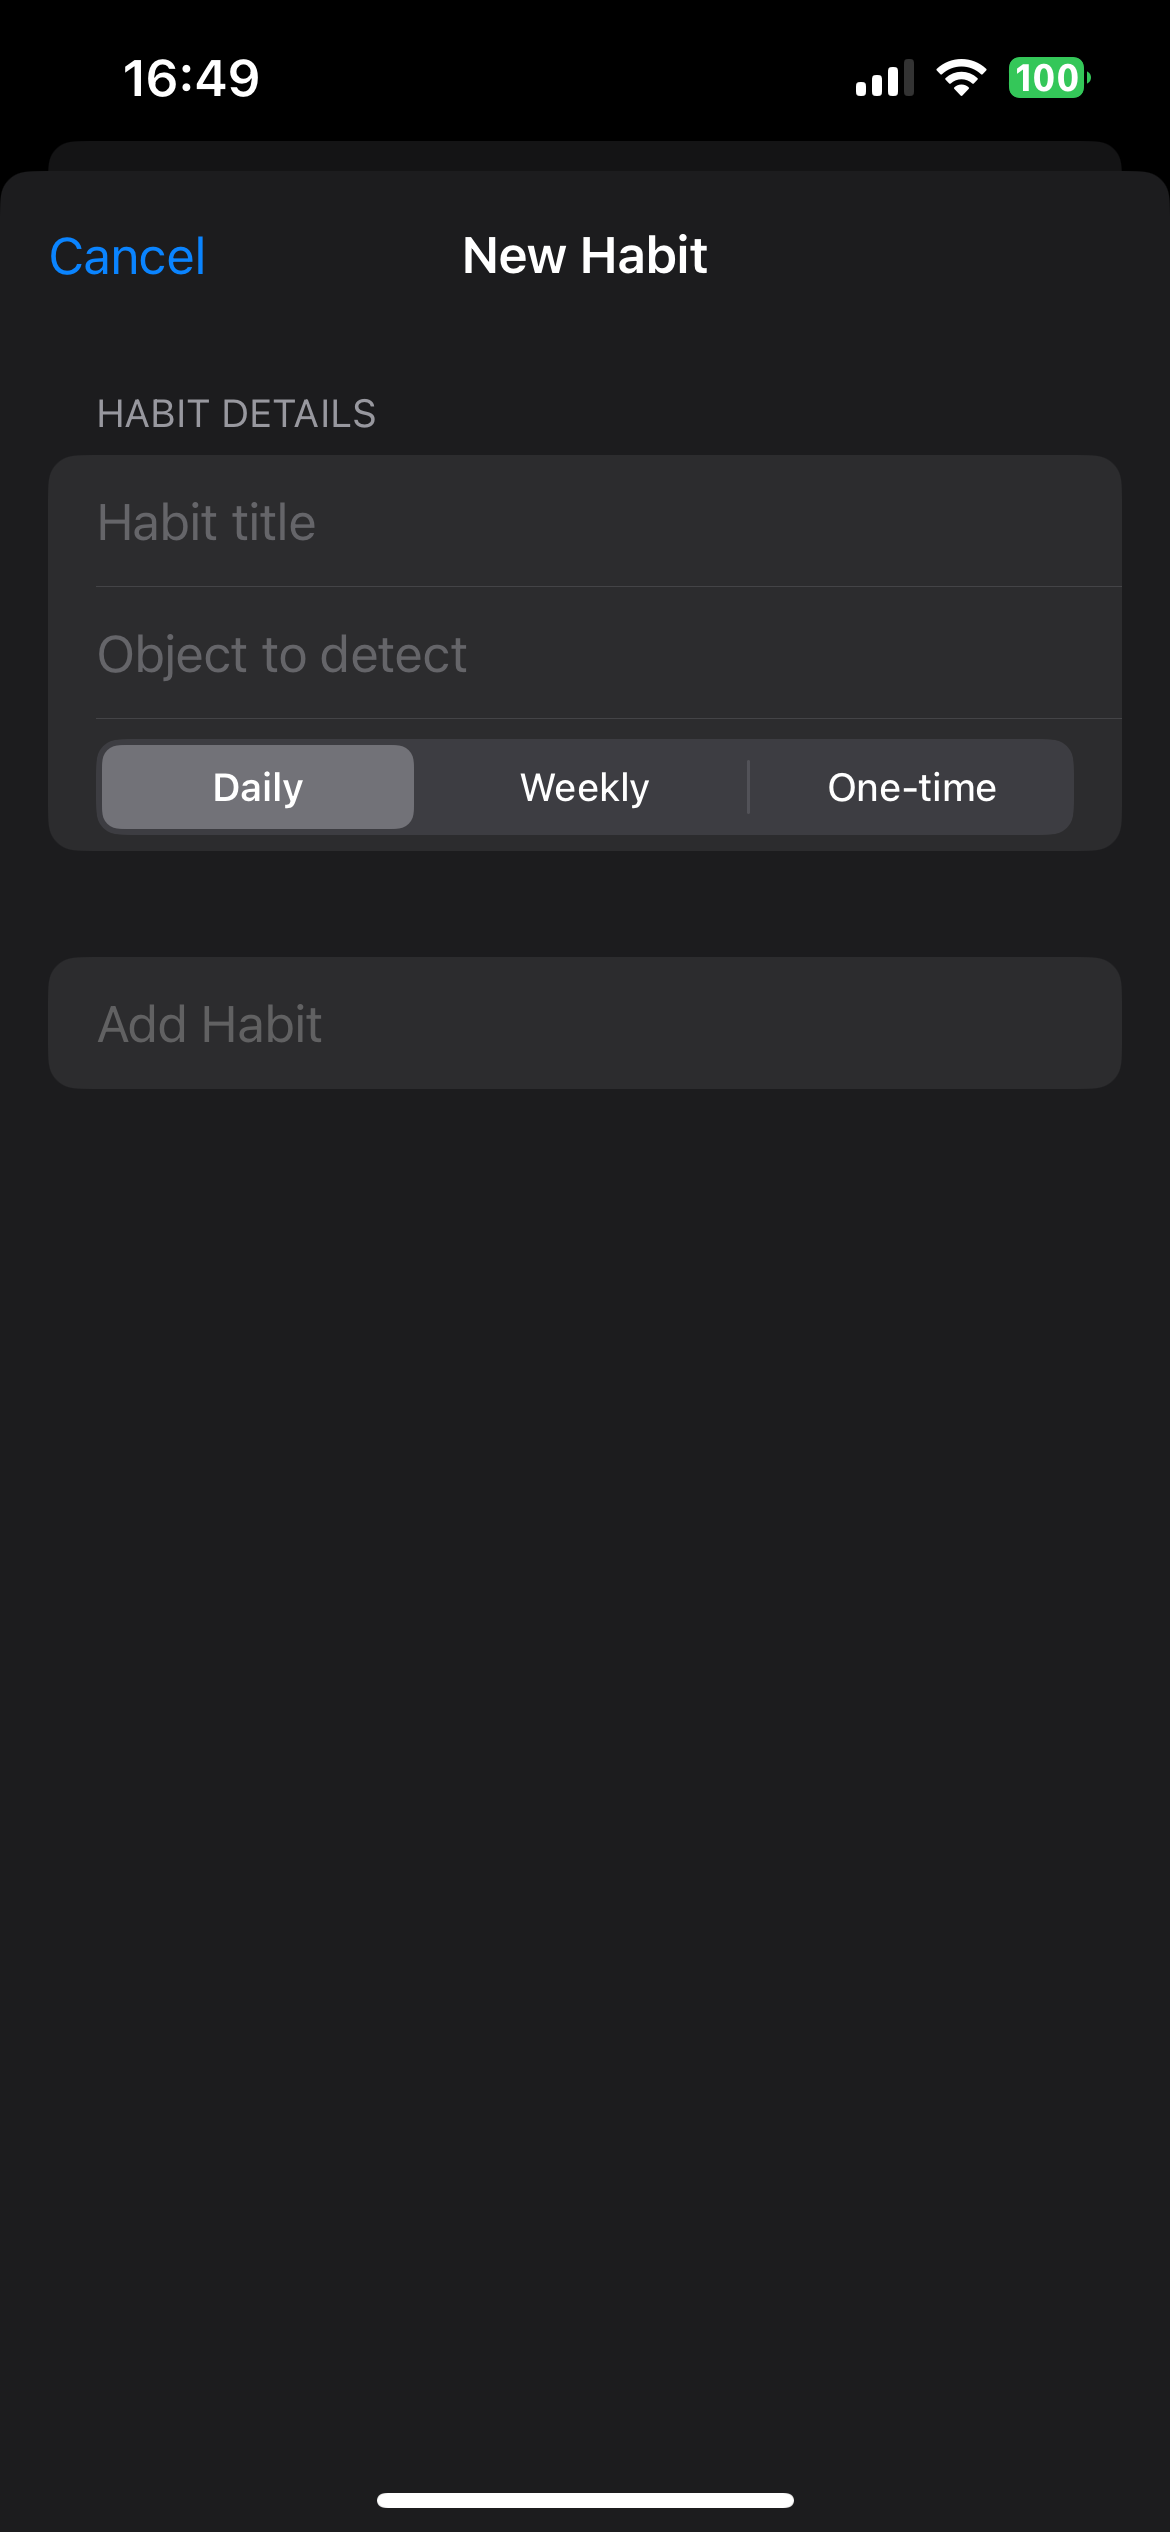 16:49
100
Cancel
New Habit
HABIT DETAILS
Habit title
Object to detect
Daily
Weekly
One-time
Add Habit